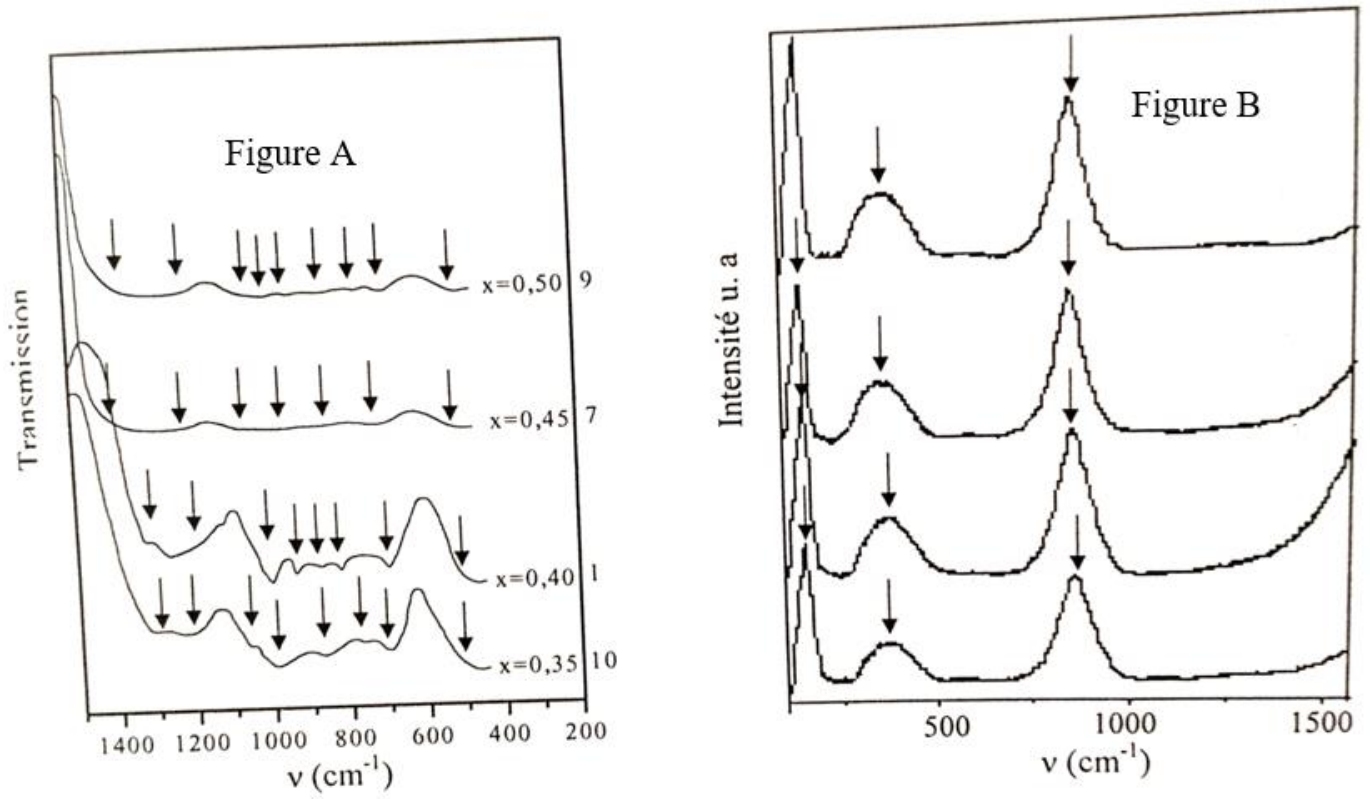 Figure A
Transmission
x=0,50 9
x=0,45 7
x=0,40 1
x=0,35 10
1400 1200 1000 800 600 400 200
ν (cm-1)
Figure B
Intensité u. a
500 1000 1500
ν (cm-1)